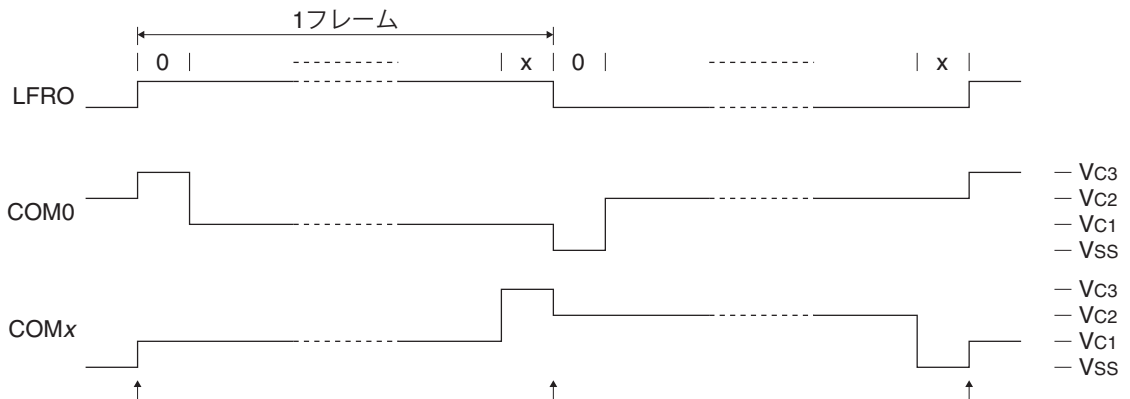 1フレーム
0 x 0 x
LFRO
COM0
VC3
VC2
VC1
VSS
COMx
VC3
VC2
VC1
VSS